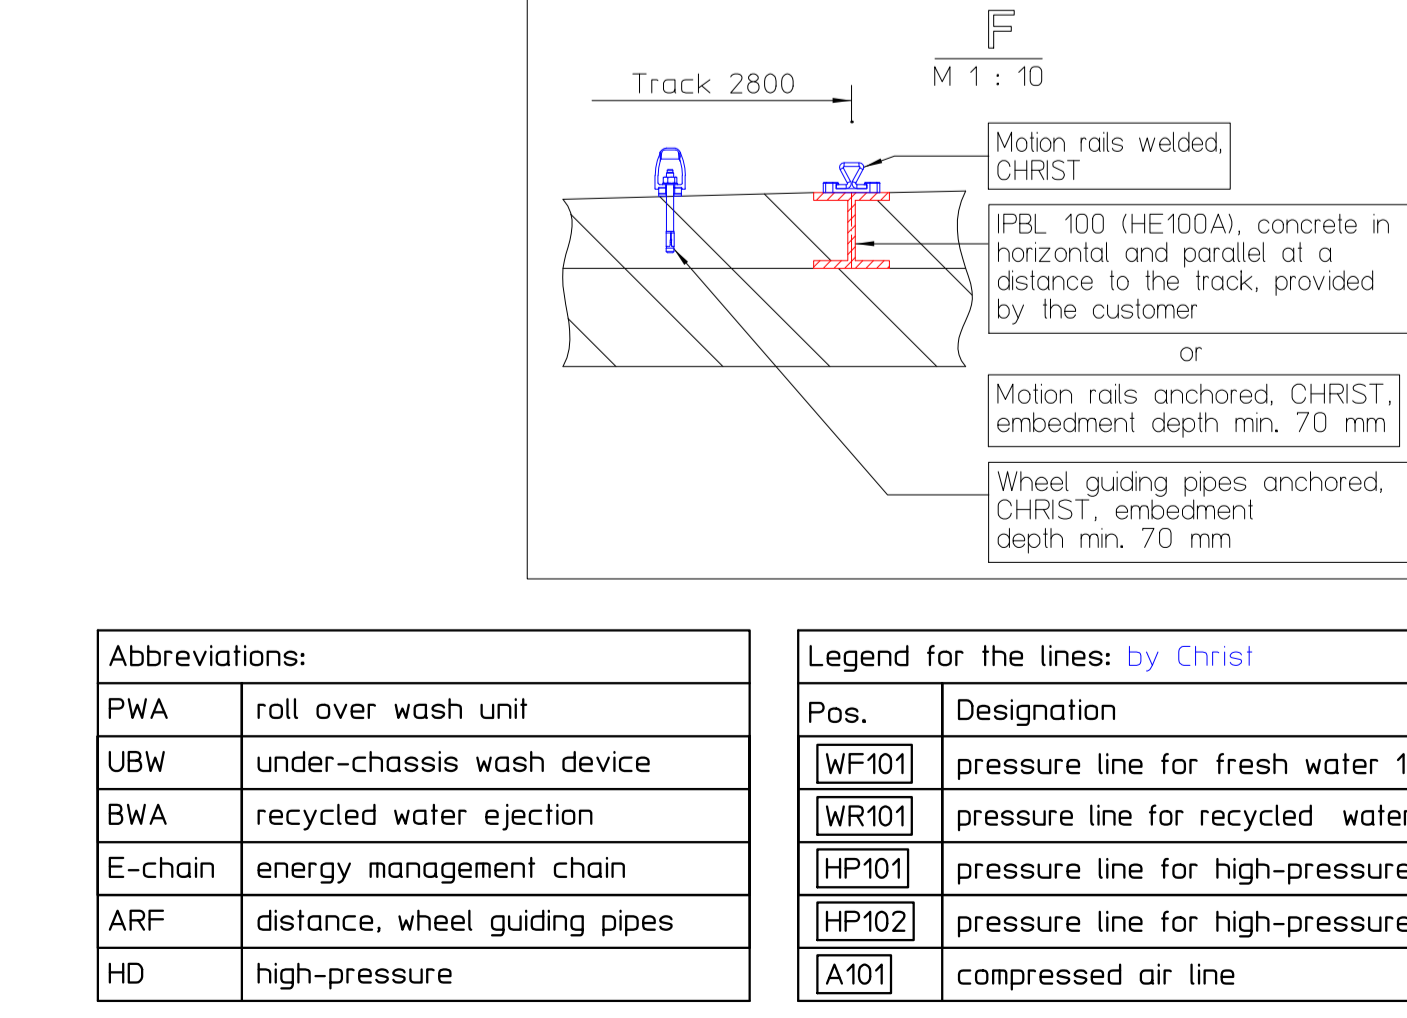 F
M 1 : 10
Track 2800
Motion rails welded,
CHRIST
IPBL 100 (HE100A), concrete in
horizontal and parallel at a
distance to the track, provided
by the customer
or
Motion rails anchored, CHRIST,
embedment depth min. 70 mm
Wheel guiding pipes anchored,
CHRIST, embedment
depth min. 70 mm
Abbreviations:
PWA roll over wash unit
UBW under-chassis wash device
BWA recycled water ejection
E-chain energy management chain
ARF distance, wheel guiding pipes
HD high-pressure
Legend for the lines: by Christ
Pos. Designation
WF101 pressure line for fresh water 1
WR101 pressure line for recycled water
HP101 pressure line for high-pressure
HP102 pressure line for high-pressure
A101 compressed air line